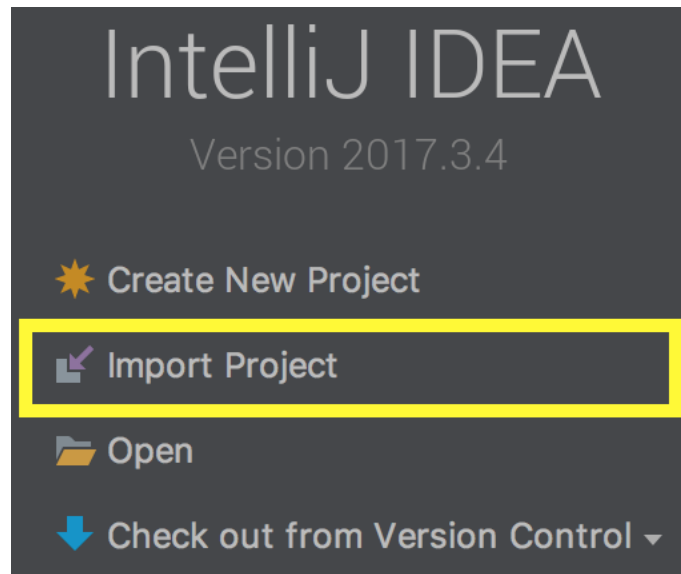 IntelliJ IDEA
Version 2017.3.4
Create New Project
Import Project
Open
Check out from Version Control